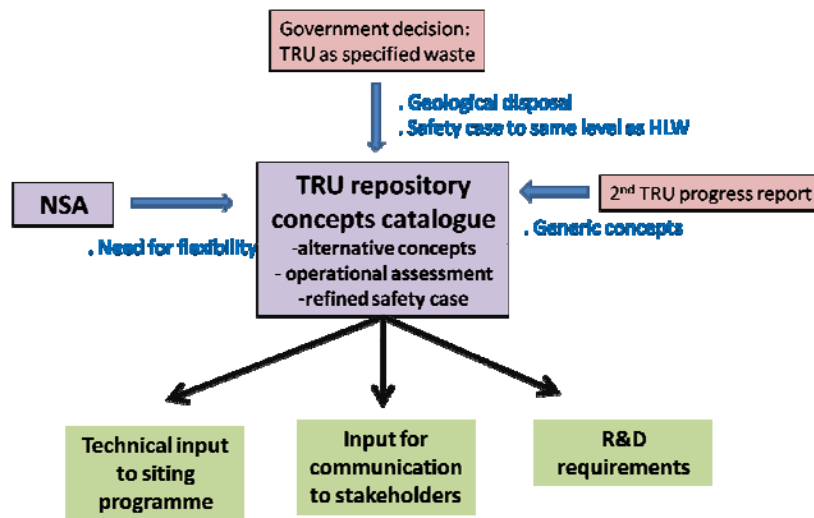 Government decision:
TRU as specified waste
. Geological disposal
. Safety case to same level as HLW
NSA
. Need for flexibility
TRU repository
concepts catalogue
-alternative concepts
- operational assessment
-refined safety case
2nd TRU progress report
. Generic concepts
Technical input
to siting
programme
Input for
communication
to stakeholders
R&D
requirements